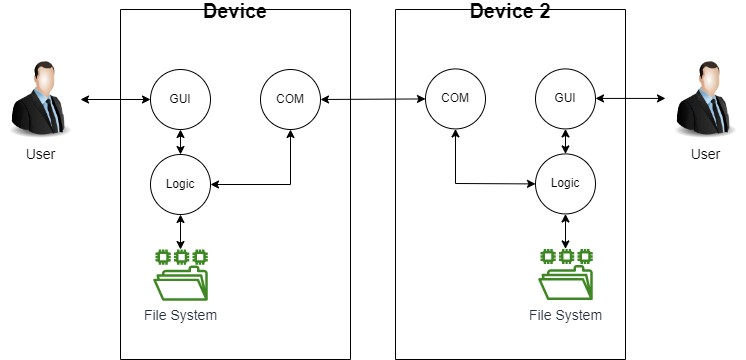 Device
Device 2
GUI
COM
COM
GUI
User
User
Logic
Logic
File System
File System